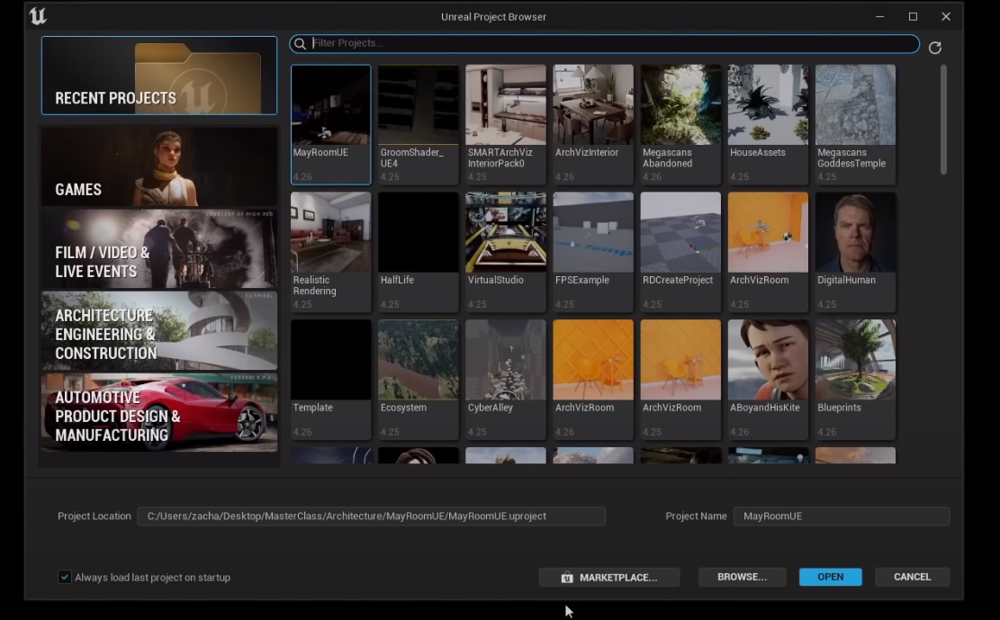 Unreal Project Browser
RECENT PROJECTS
Filter Projects...
GAMES
COURTESY OF HIGH RES
FILM / VIDEO &
LIVE EVENTS
ARCHITECTURE
ENGINEERING &
CONSTRUCTION
FERRARI S.P.A.
AUTOMOTIVE
PRODUCT DESIGN &
MANUFACTURING
MayRoomUE
4.26
GroomShader_
UE4
4.25
SMARTArchViz
InteriorPack0
4.25
ArchVizInterior
4.26
Megascans
Abandoned
4.25
HouseAssets
4.25
Megascans
GoddessTemple
4.25
Realistic
Rendering
4.25
HalfLife
4.25
VirtualStudio
4.25
FPSExample
4.25
RDCreateProject
4.25
ArchVizRoom
4.25
DigitalHuman
4.25
Template
4.26
Ecosystem
4.26
CyberAlley
4.25
ArchVizRoom
4.26
ArchVizRoom
4.25
ABoyandHisKite
4.26
Blueprints
4.26
Project Location
C:/Users/zacha/Desktop/MasterClass/Architecture/MayRoomUE/MayRoomUE.uproject
Project Name
MayRoomUE
Always load last project on startup
MARKETPLACE...
BROWSE...
OPEN
CANCEL